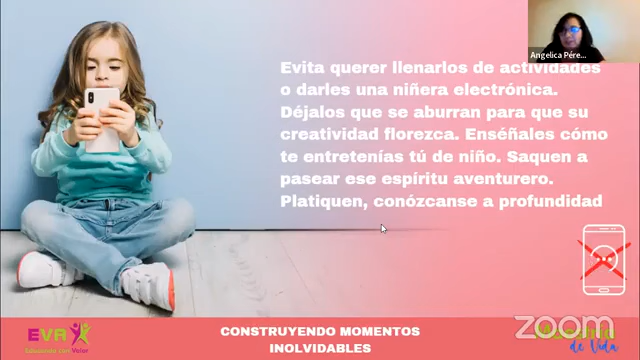 Angelica Pére...
Evita querer llenarlos de actividades
o darles una niñera electrónica.
Déjalos que se aburran para que su
creatividad florezca. Enséñales cómo
te entretenías tú de niño. Saquen a
pasear ese espíritu aventurero.
Platiquen, conózcanse a profundidad
EVR
Educando con Valor
CONSTRUYENDO MOMENTOS
INOLVIDABLES
zoom
de Vida